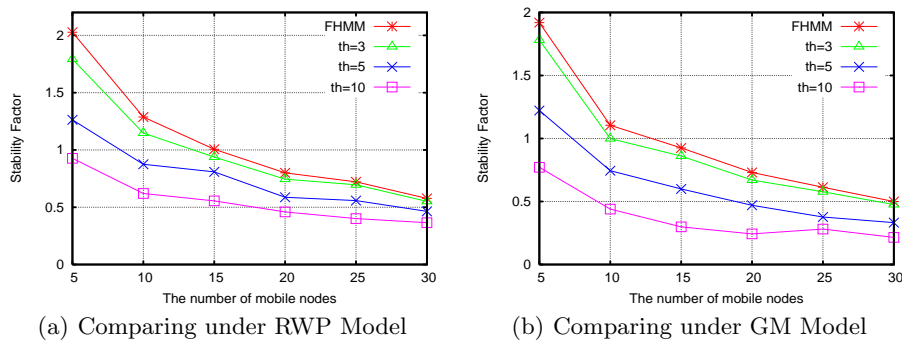 FHMM
th=3
th=5
th=10
Stability Factor
2
1.5
1
0.5
0
5 10 15 20 25 30
The number of mobile nodes
(a) Comparing under RWP Model
FHMM
th=3
th=5
th=10
Stability Factor
2
1.5
1
0.5
0
5 10 15 20 25 30
The number of mobile nodes
(b) Comparing under GM Model